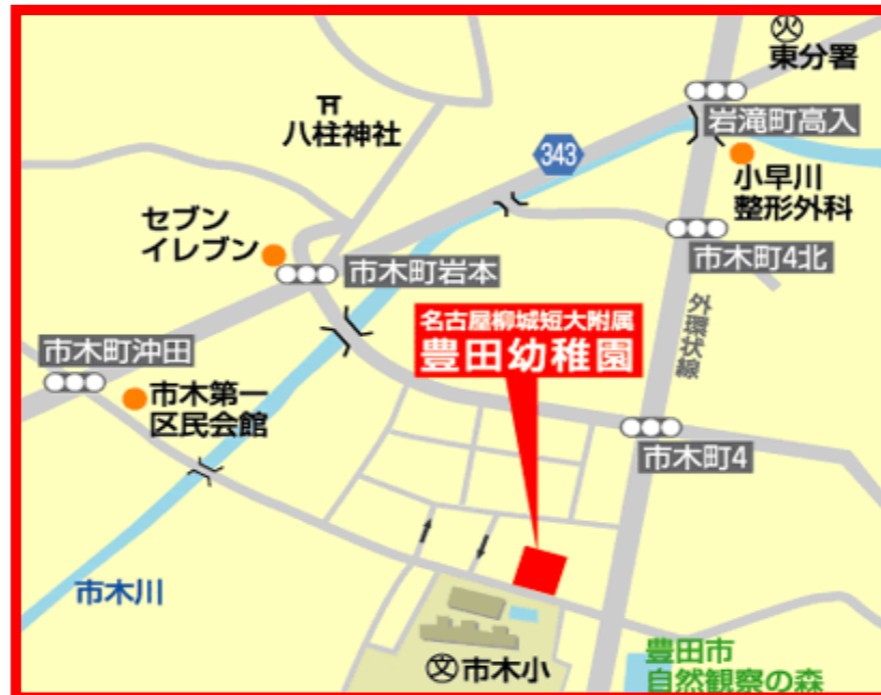 火
東分署
岩滝町高入
八柱神社
343
小早川
整形外科
セブン
イレブン
市木町4北
市木町岩本
外環状線
名古屋柳城短大附属
豊田幼稚園
市木町沖田
市木第一
区民会館
市木町4
市木川
文市木小
豊田市
自然観察の森